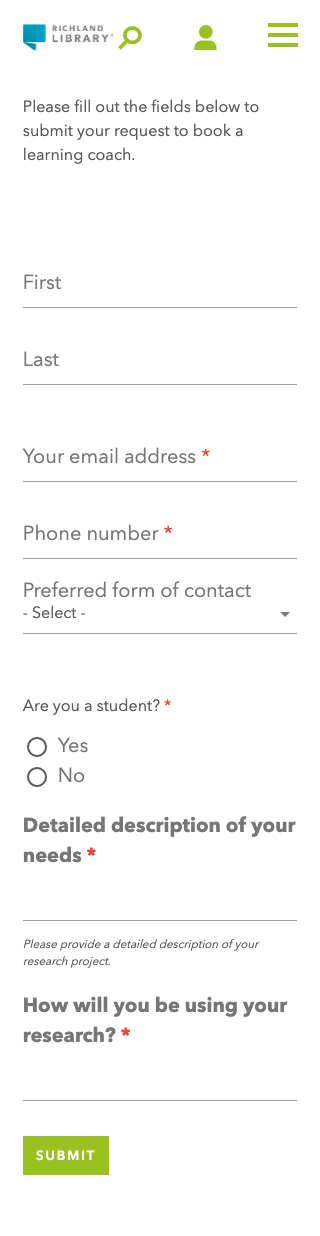 RICHLAND
LIBRARY
Please fill out the fields below to
submit your request to book a
learning coach.
First
Last
Your email address *
Phone number *
Preferred form of contact
- Select -
Are you a student? *
Yes
No
Detailed description of your
needs *
Please provide a detailed description of your
research project.
How will you be using your
research? *
SUBMIT